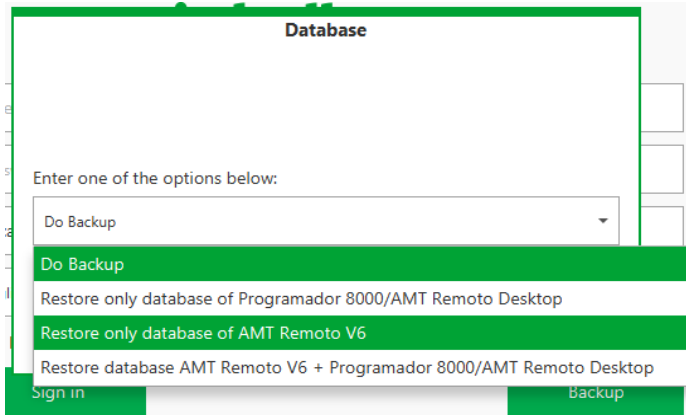 Database
Enter one of the options below:
Do Backup
Do Backup
Restore only database of Programador 8000/AMT Remoto Desktop
Restore only database of AMT Remoto V6
Restore database AMT Remoto V6 + Programador 8000/AMT Remoto Desktop
Sign in
Backup